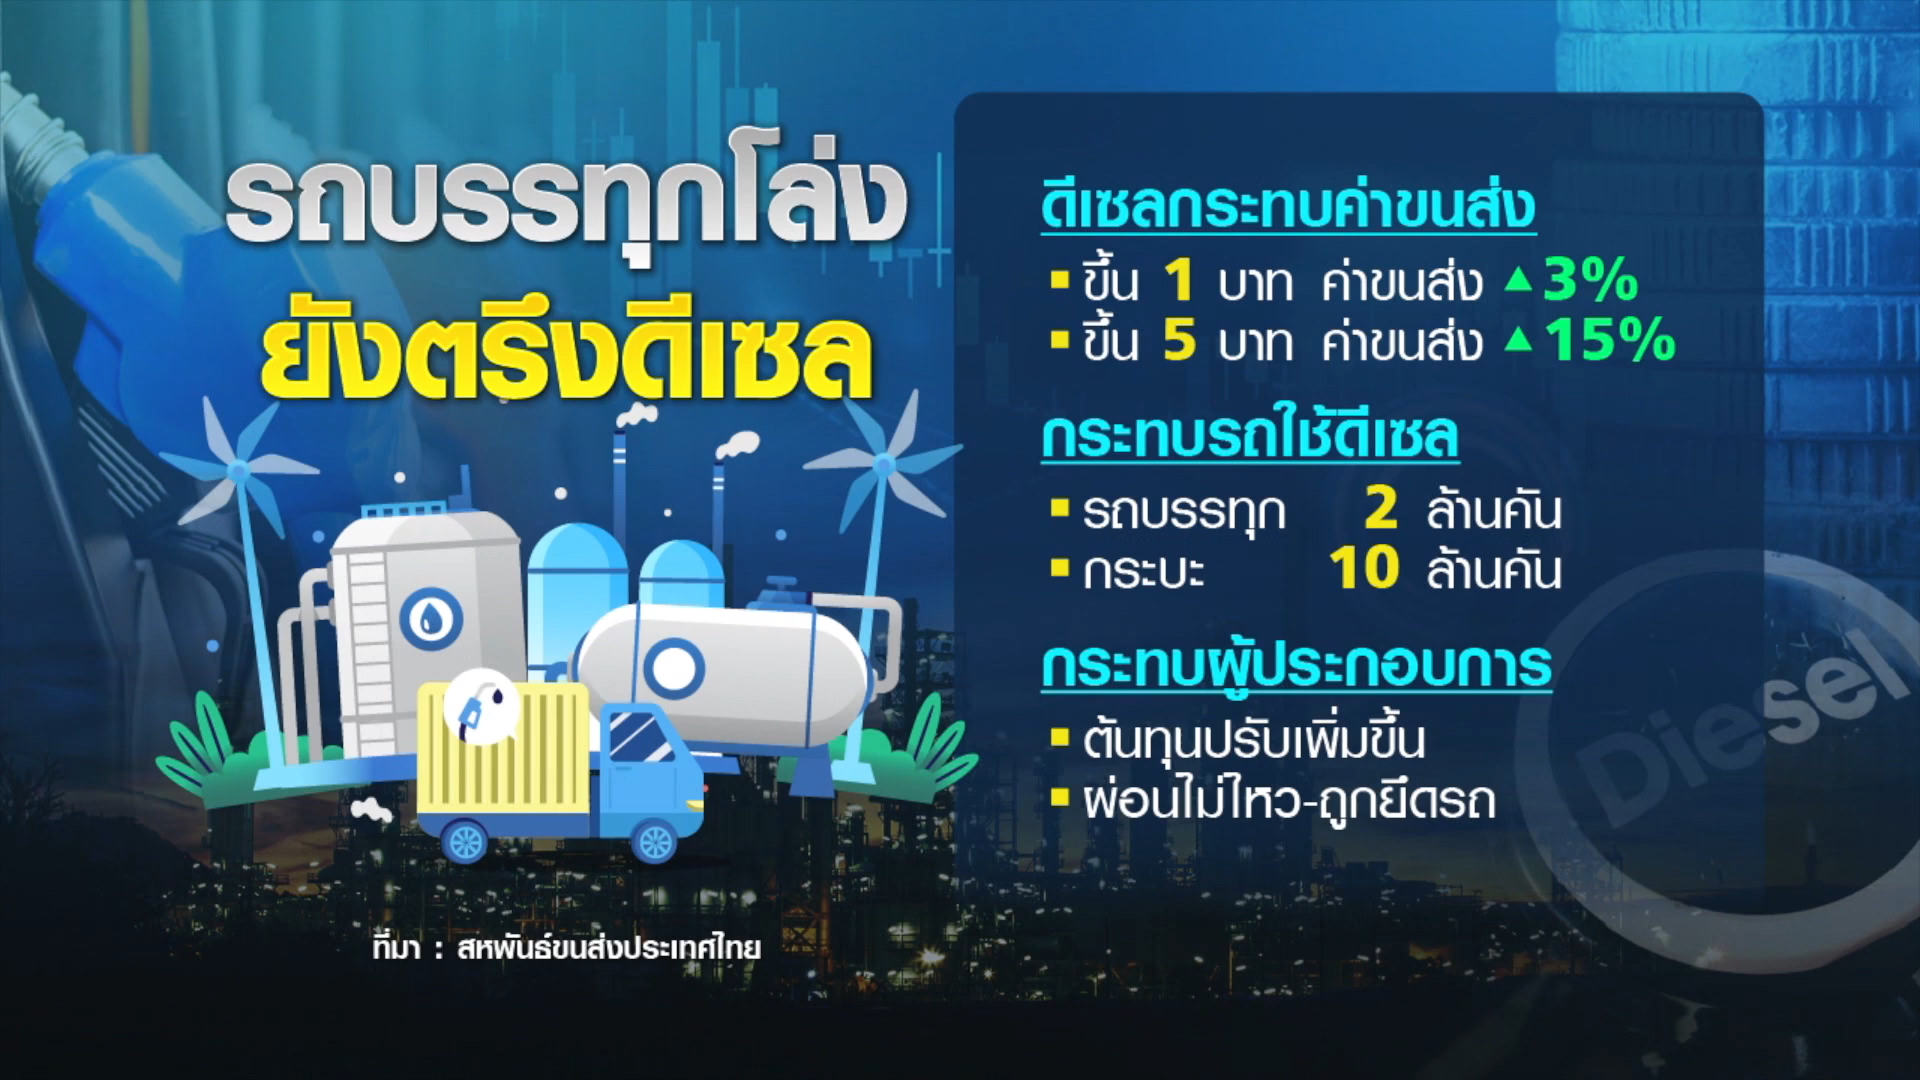 รถบรรทุกโล่ง
ยังตรึงดีเซล
ที่มา : สหพันธ์ขนส่งประเทศไทย
ดีเซลกระทบค่าขนส่ง
▪ ขึ้น 1 บาท ค่าขนส่ง ▲3%
▪ ขึ้น 5 บาท ค่าขนส่ง ▲15%
กระทบรถใช้ดีเซล
▪ รถบรรทุก 2 ล้านคัน
▪ กระบะ 10 ล้านคัน
กระทบผู้ประกอบการ
▪ ต้นทุนปรับเพิ่มขึ้น
▪ ผ่อนไม่ไหว-ถูกยึดรถ
Diesel